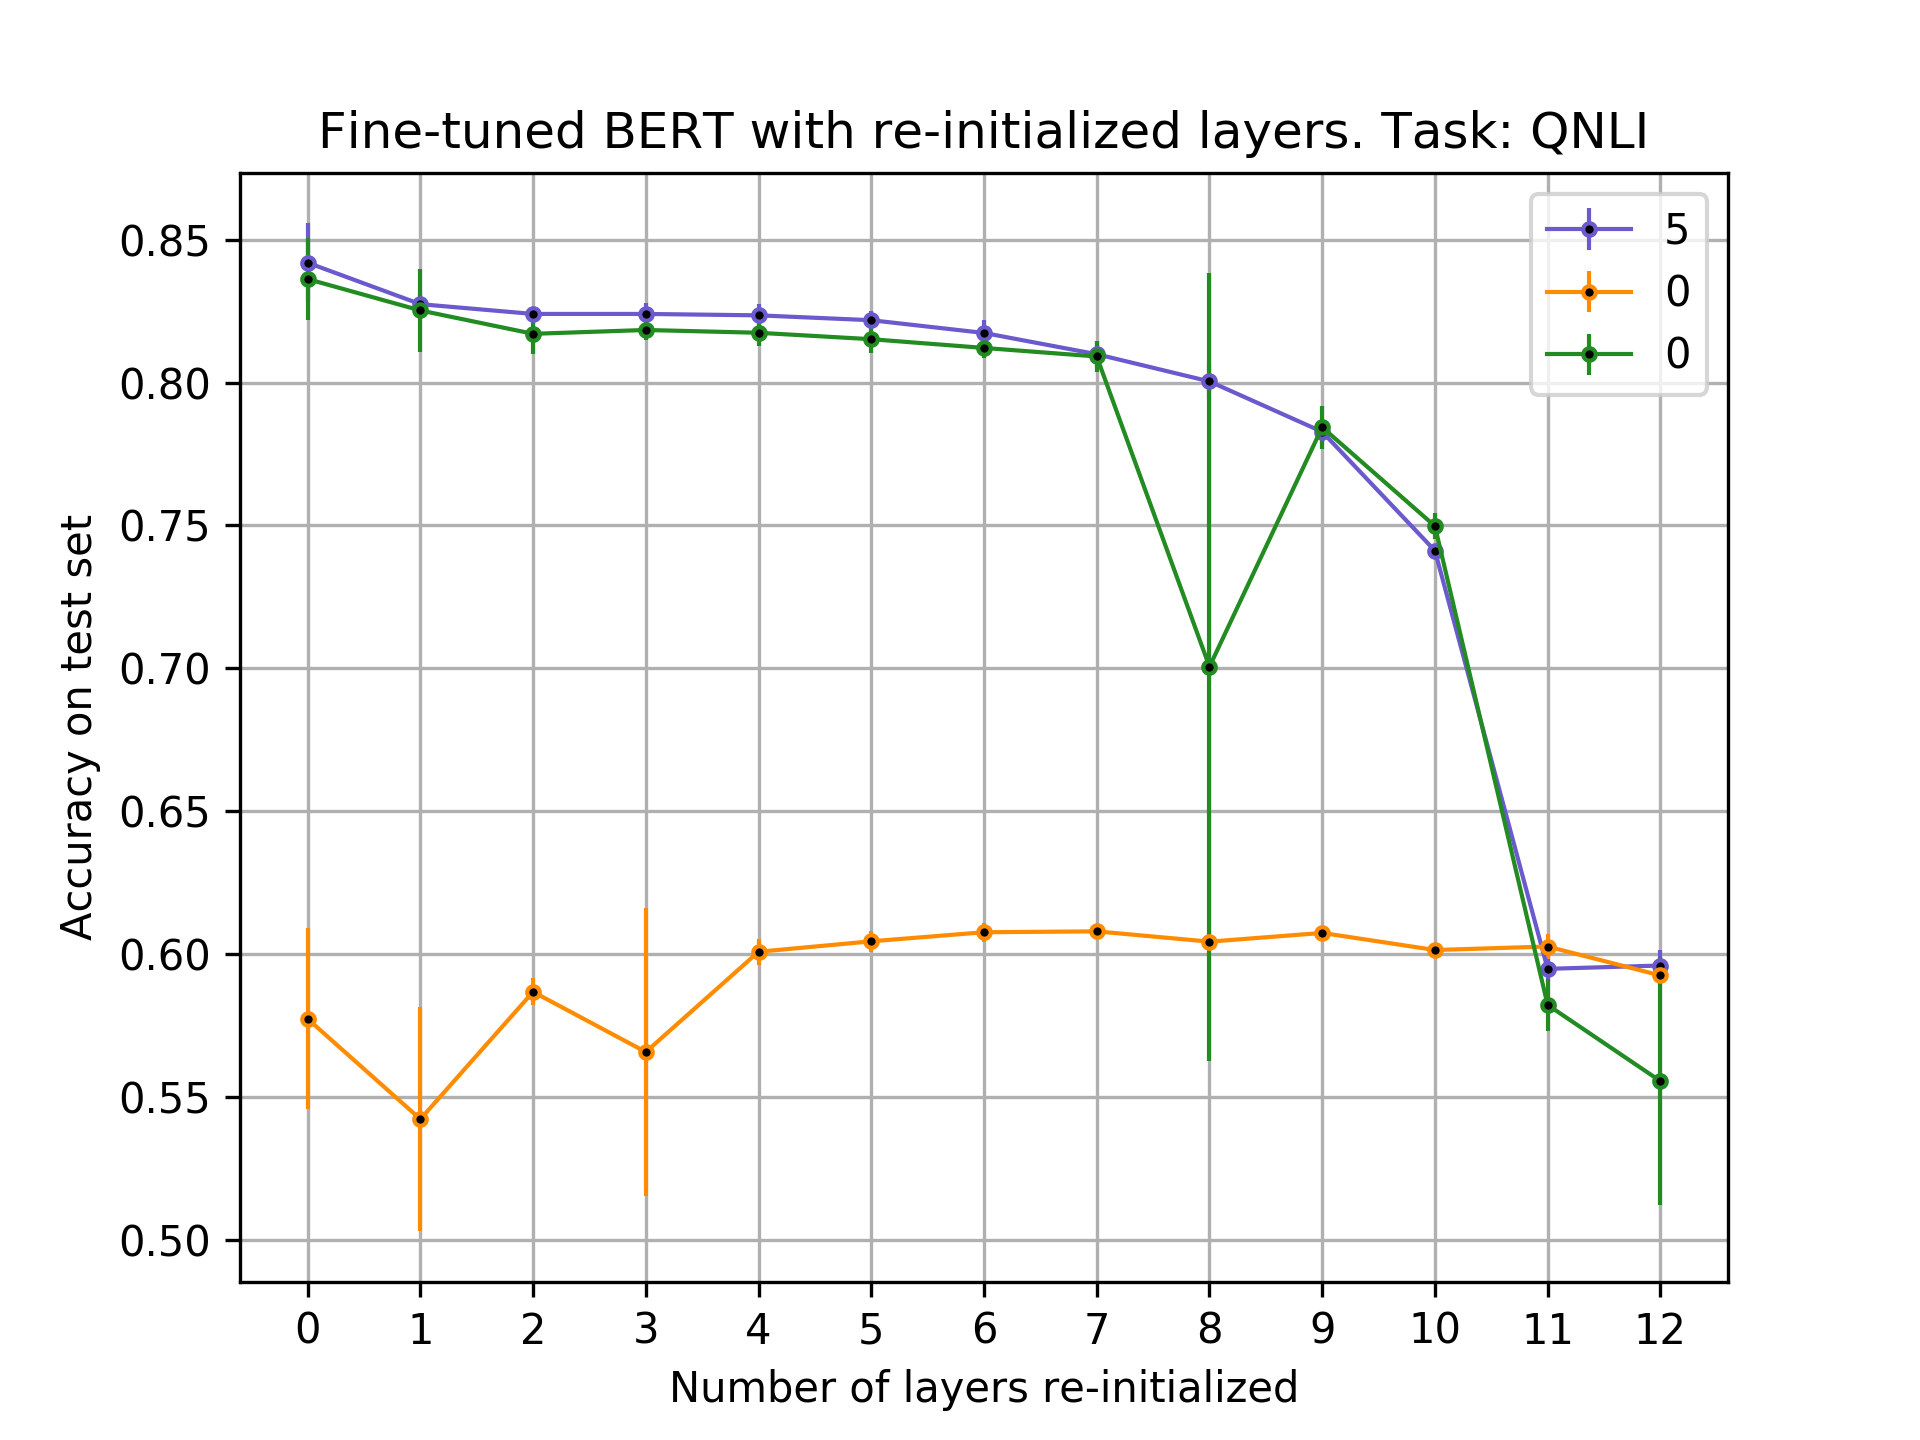 Fine-tuned BERT with re-initialized layers. Task: QNLI
5
0
0
Accuracy on test set
0.85
0.80
0.75
0.70
0.65
0.60
0.55
0.50
0 1 2 3 4 5 6 7 8 9 10 11 12
Number of layers re-initialized